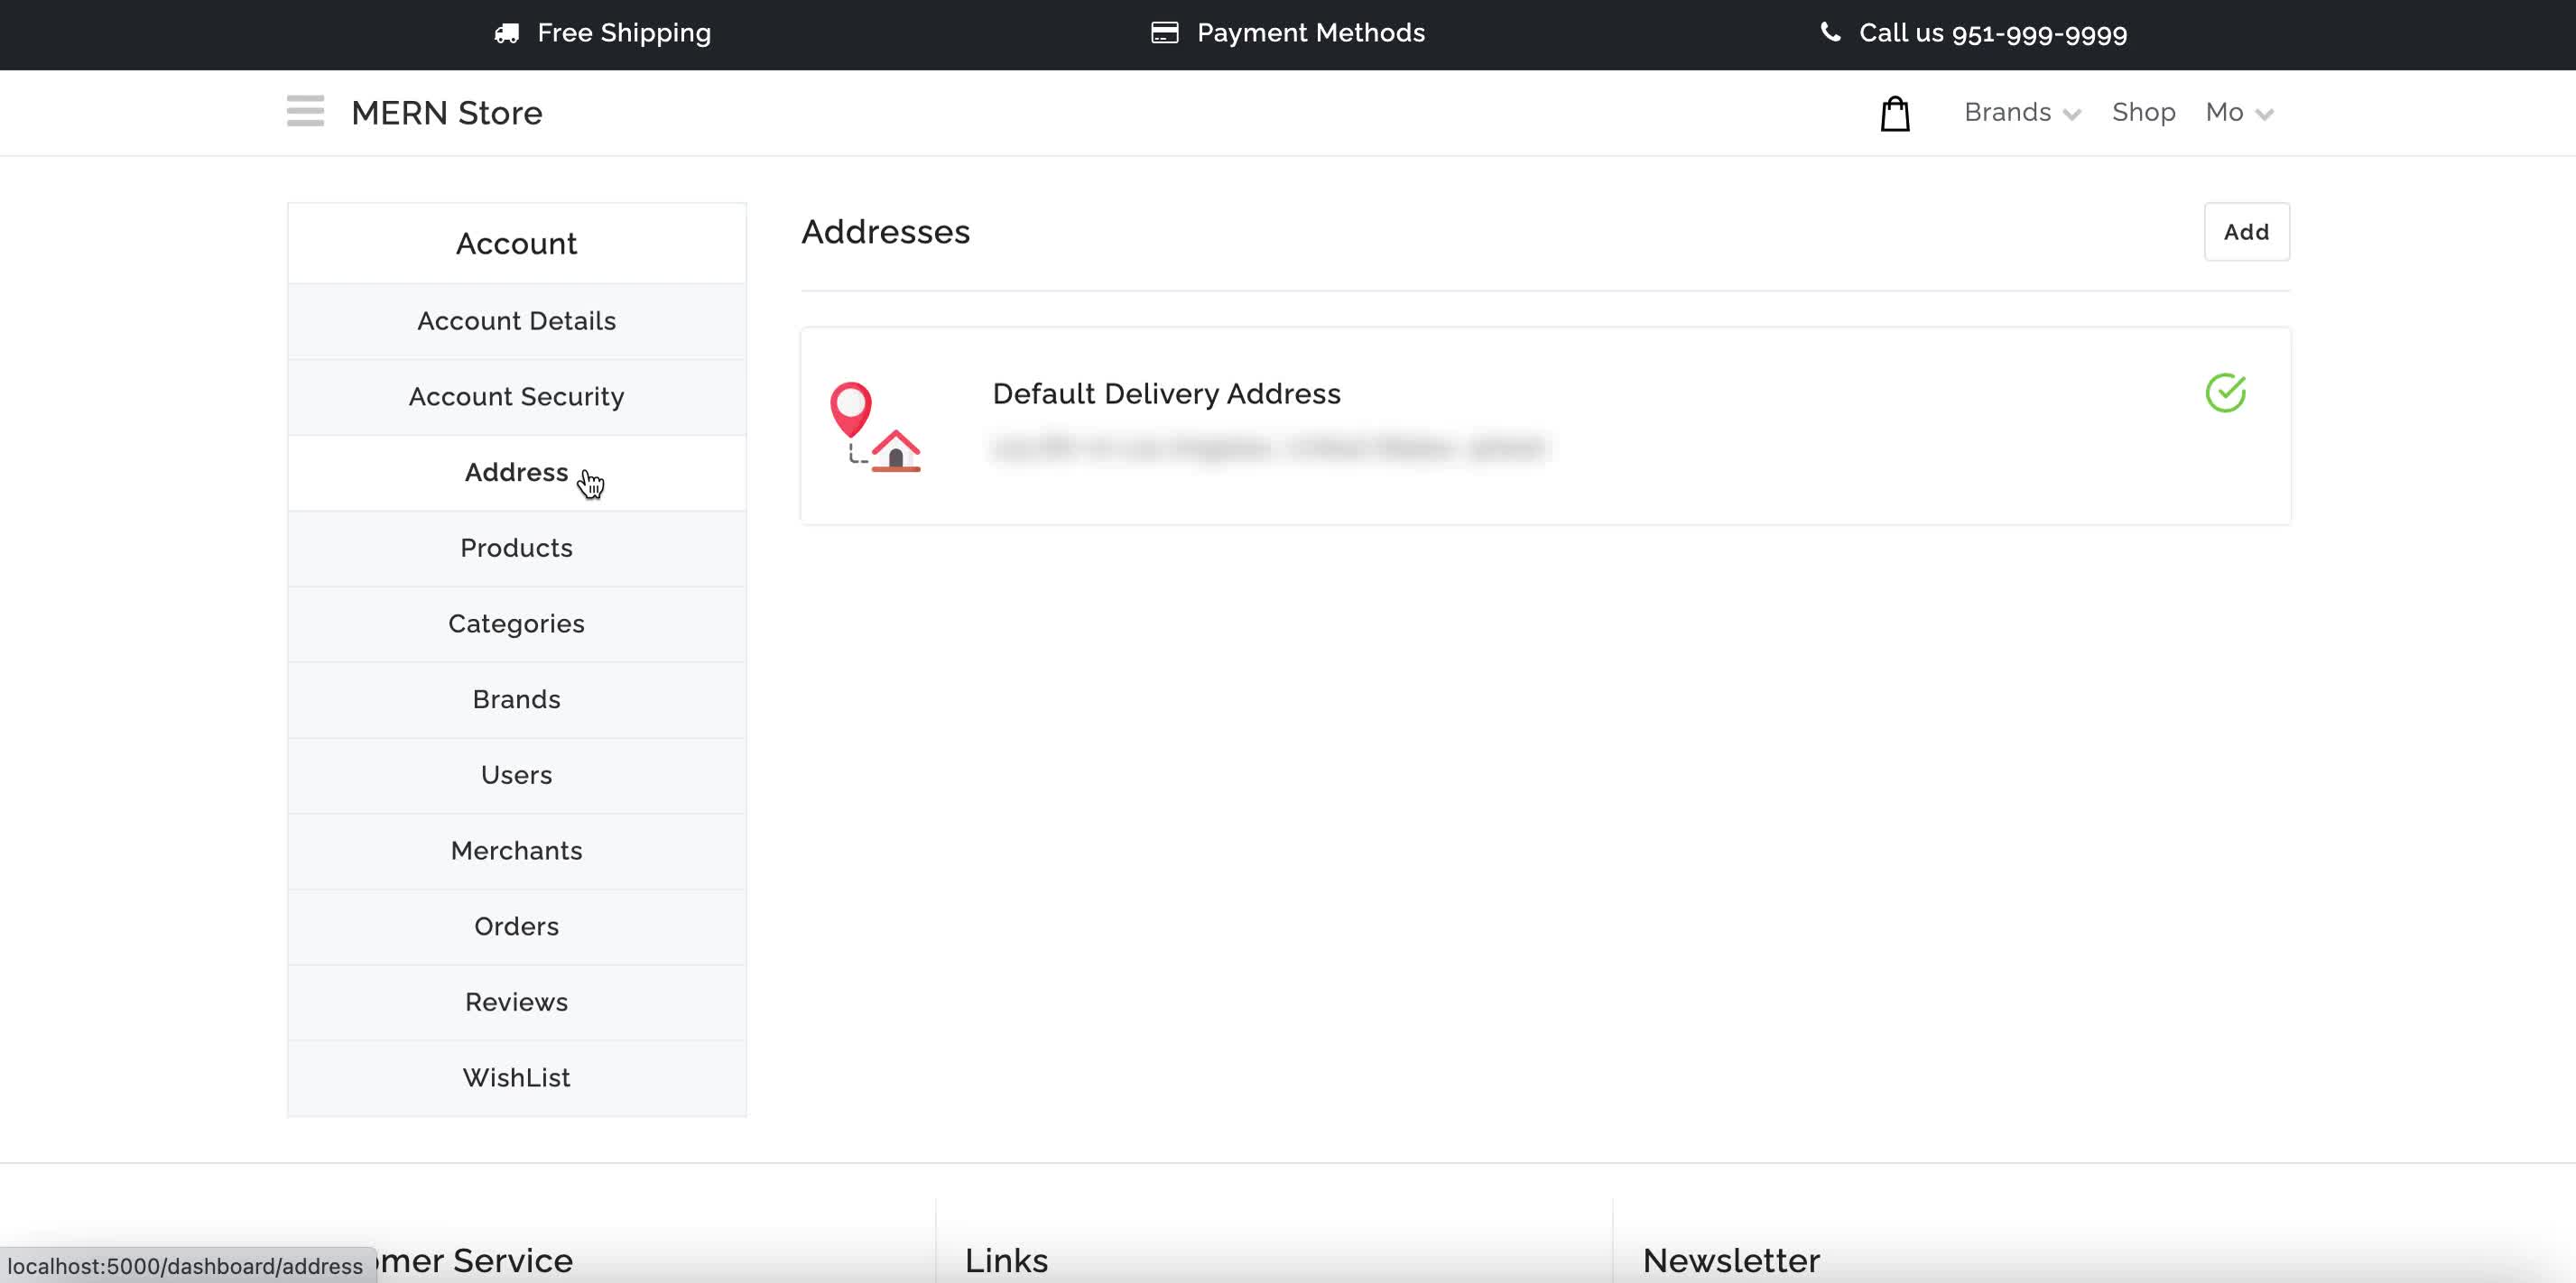 Free Shipping
Payment Methods
Call us 951-999-9999
MERN Store
Brands
Shop
Mo
Account
Account Details
Account Security
Address
Products
Categories
Brands
Users
Merchants
Orders
Reviews
WishList
Addresses
Add
Default Delivery Address
mer Service
Links
Newsletter
localhost:5000/dashboard/address